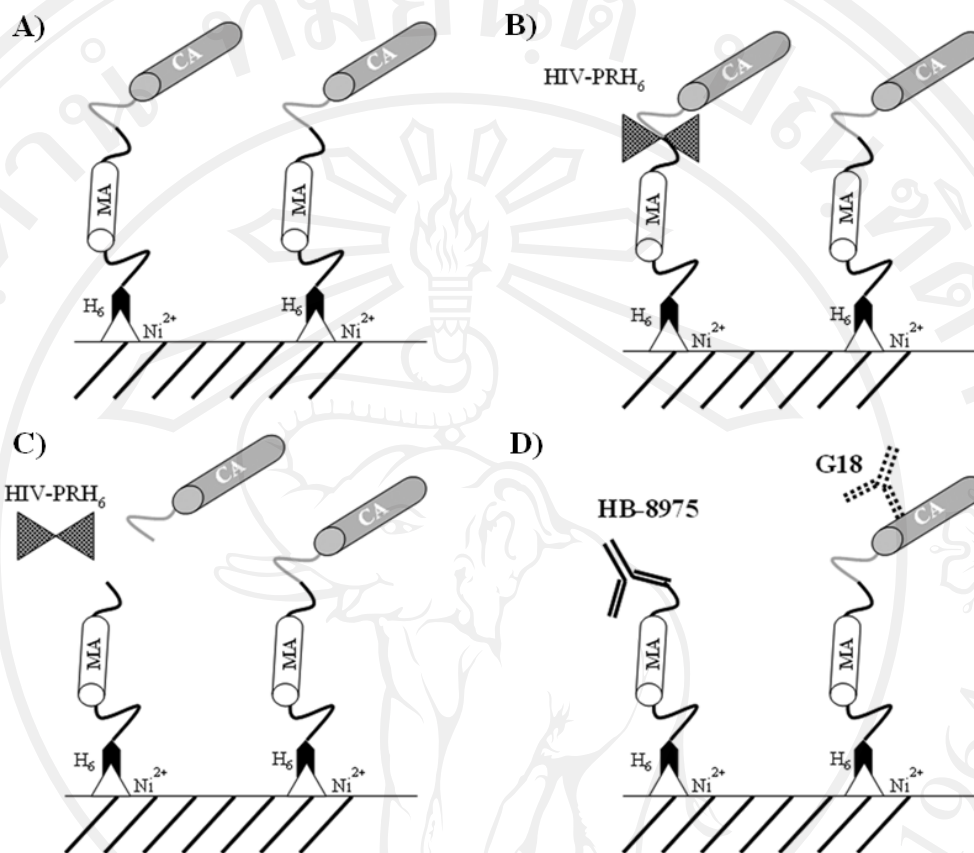 A)
CA
CA
MA
MA
H₆
Ni²⁺
H₆
Ni²⁺
B)
HIV-PRH₆
CA
CA
MA
MA
H₆
Ni²⁺
H₆
Ni²⁺
C)
HIV-PRH₆
CA
CA
MA
MA
H₆
Ni²⁺
H₆
Ni²⁺
D)
G18
HB-8975
CA
MA
MA
H₆
Ni²⁺
H₆
Ni²⁺